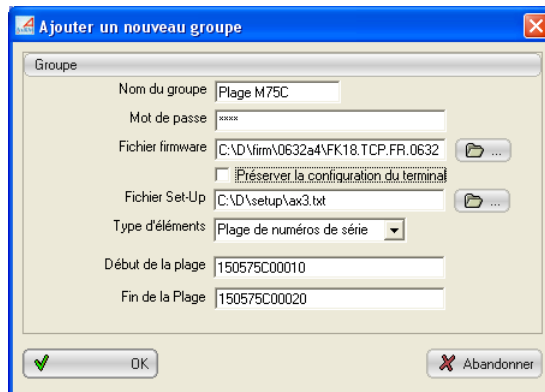 Ajouter un nouveau groupe
Groupe
Nom du groupe Plage M75C
Mot de passe ****
Fichier firmware C:\D\firm\0632a4\FK18.TCP.FR.0632 ...
Préserver la configuration du terminal
Fichier Set-Up C:\D\setup\ax3.txt ...
Type d'éléments Plage de numéros de série
Début de la plage 150575C00010
Fin de la Plage 150575C00020
OK Abandonner